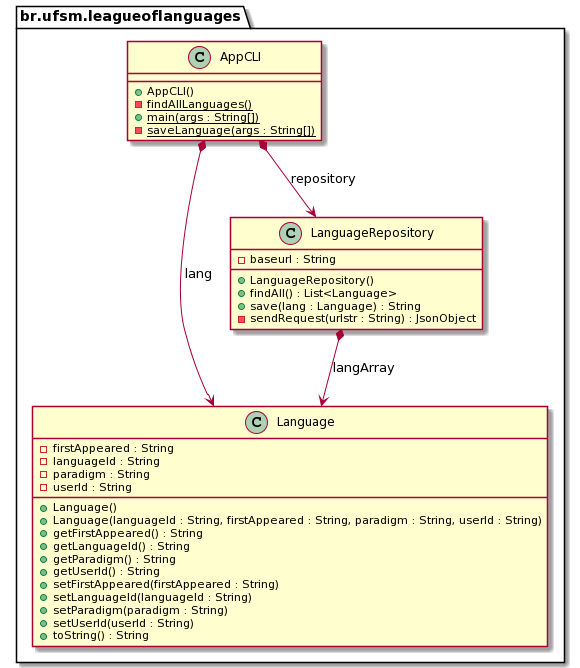 br.ufsm.leagueoflanguages
C AppCLI
AppCLI()
findAllLanguages()
main(args : String[])
saveLanguage(args : String[])
repository
C LanguageRepository
baseurl : String
LanguageRepository()
findAll() : List<Language>
save(lang : Language) : String
sendRequest(urlstr : String) : JsonObject
lang
langArray
C Language
firstAppeared : String
languageId : String
paradigm : String
userId : String
Language()
Language(languageId : String, firstAppeared : String, paradigm : String, userId : String)
getFirstAppeared() : String
getLanguageId() : String
getParadigm() : String
getUserId() : String
setFirstAppeared(firstAppeared : String)
setLanguageId(languageId : String)
setParadigm(paradigm : String)
setUserId(userId : String)
toString() : String